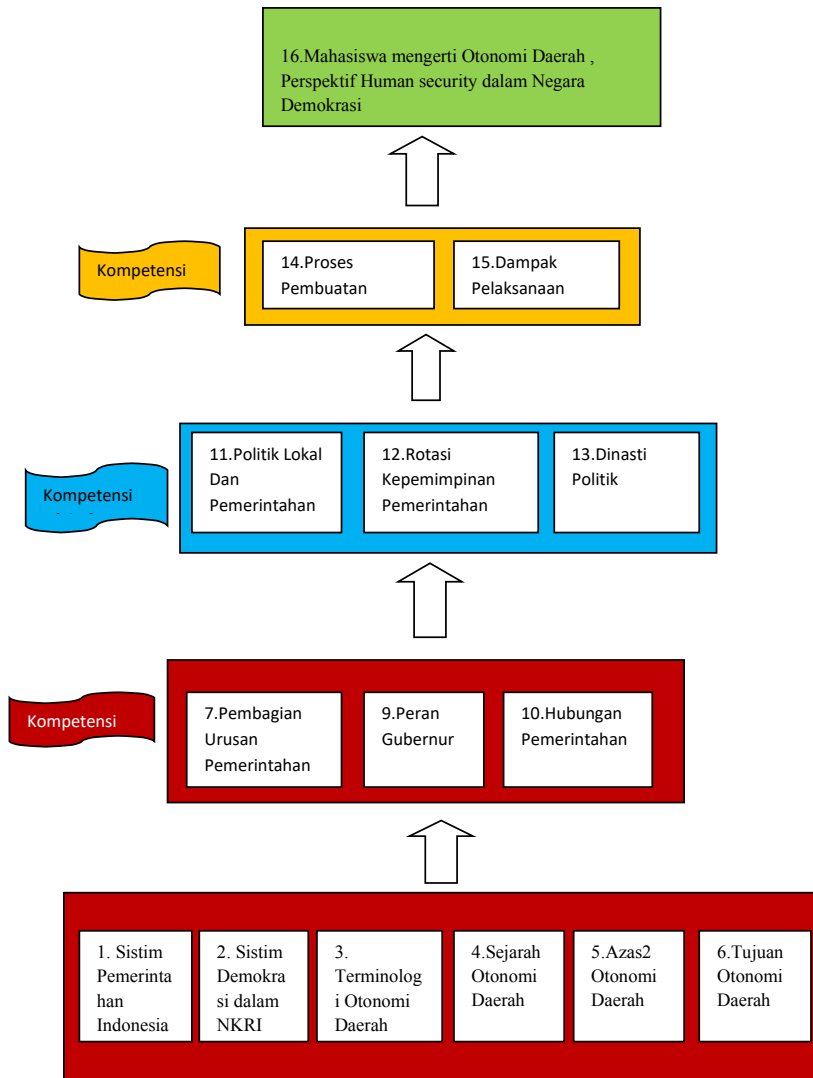 16.Mahasiswa mengerti Otonomi Daerah ,
Perspektif Human security dalam Negara
Demokrasi
Kompetensi
14.Proses
Pembuatan
15.Dampak
Pelaksanaan
Kompetensi
11.Politik Lokal
Dan
Pemerintahan
12.Rotasi
Kepemimpinan
Pemerintahan
13.Dinasti
Politik
Kompetensi
7.Pembagian
Urusan
Pemerintahan
9.Peran
Gubernur
10.Hubungan
Pemerintahan
1. Sistim
Pemerinta
han
Indonesia
2. Sistim
Demokra
si dalam
NKRI
3.
Terminolog
i Otonomi
Daerah
4.Sejarah
Otonomi
Daerah
5.Azas2
Otonomi
Daerah
6.Tujuan
Otonomi
Daerah